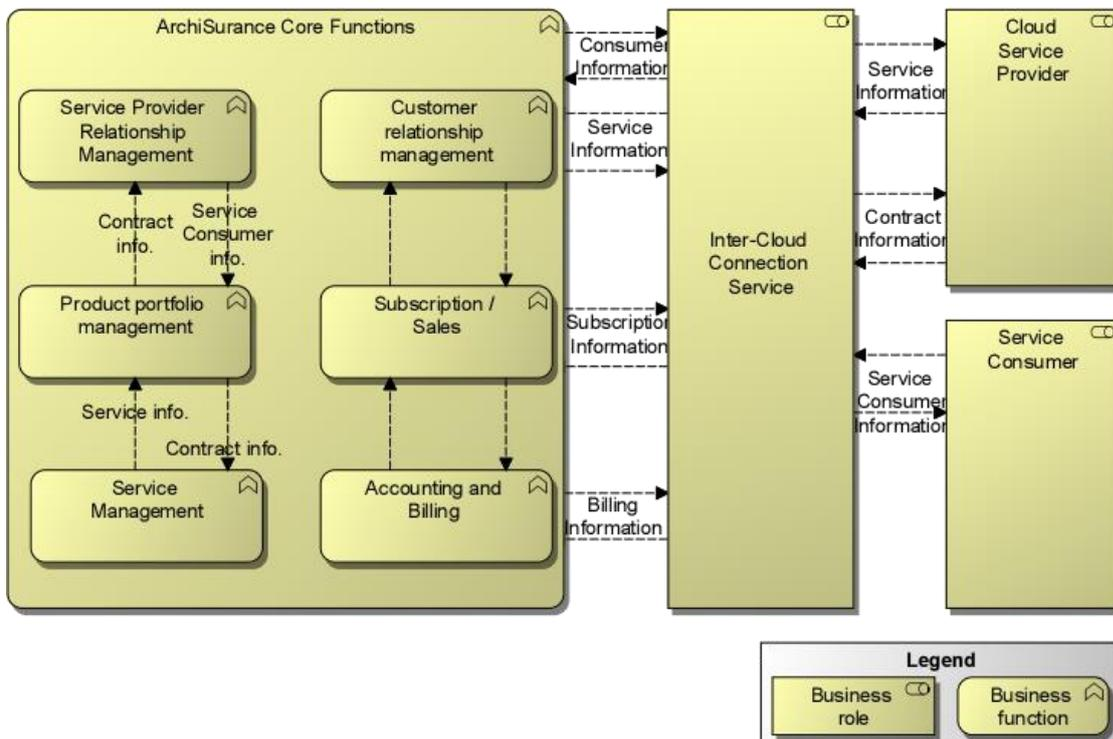 ArchiSurance Core Functions
Service Provider
Relationship
Management
Customer
relationship
management
Contract
info.
Service
Consumer
info.
Product portfolio
management
Subscription /
Sales
Service info.
Contract info.
Service
Management
Accounting and
Billing
Consumer
Information
Service
Information
Subscription
Information
Billing
Information
Inter-Cloud
Connection
Service
Service
Information
Contract
Information
Service
Consumer
Information
Cloud
Service
Provider
Service
Consumer
Legend
Business
role
Business
function